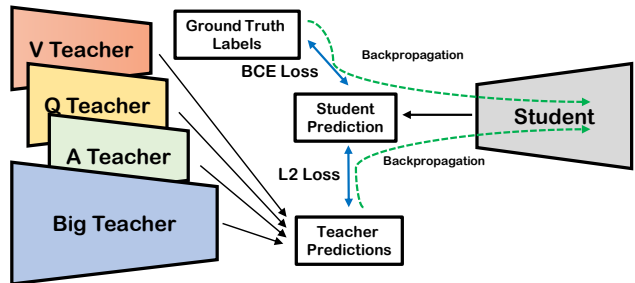 V Teacher
Q Teacher
A Teacher
Big Teacher
Ground Truth
Labels
BCE Loss
Backpropagation
Student
Prediction
Student
L2 Loss
Backpropagation
Teacher
Predictions